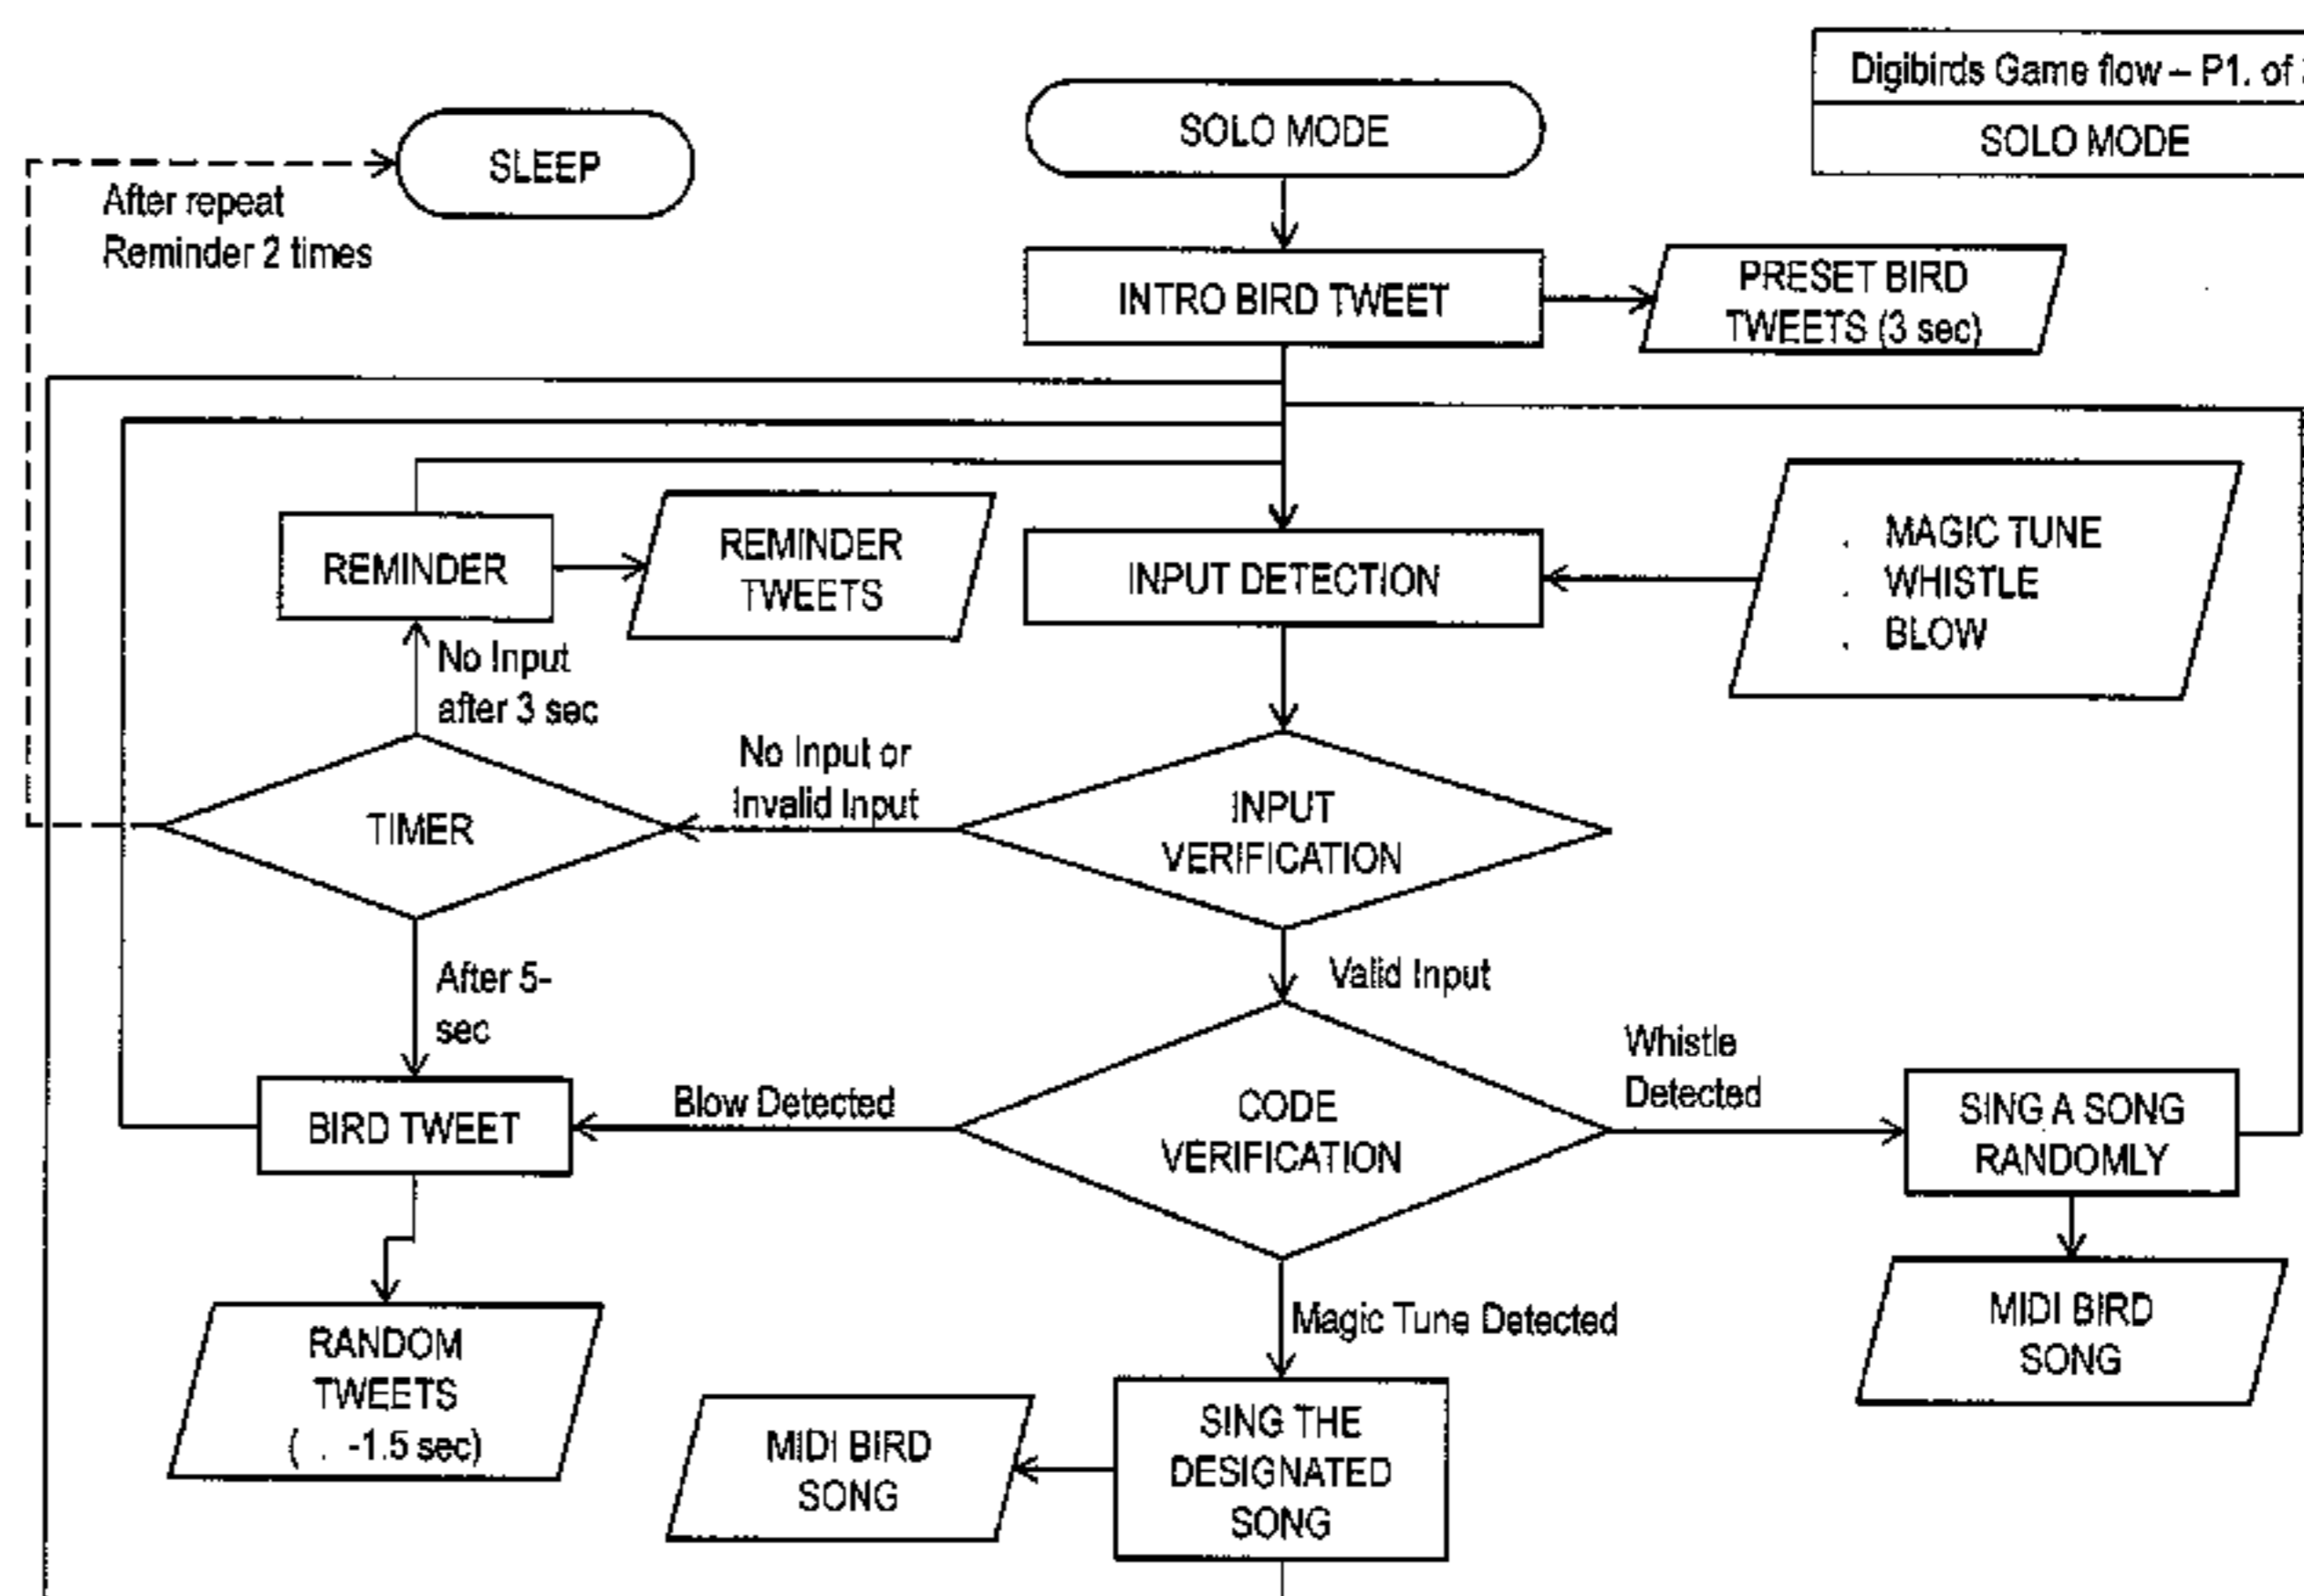 Digibirds Game flow – P1. of
SOLO MODE
SOLO MODE
SLEEP
After repeat
Reminder 2 times
INTRO BIRD TWEET
PRESET BIRD
TWEETS (3 sec)
REMINDER
REMINDER
TWEETS
INPUT DETECTION
. MAGIC TUNE
. WHISTLE
. BLOW
No Input
after 3 sec
No Input or
Invalid Input
TIMER
INPUT
VERIFICATION
After 5-
sec
Valid Input
Whistle
Detected
BIRD TWEET
Blow Detected
CODE
VERIFICATION
SING A SONG
RANDOMLY
RANDOM
TWEETS
( . -1.5 sec)
Magic Tune Detected
MIDI BIRD
SONG
MIDI BIRD
SONG
SING THE
DESIGNATED
SONG